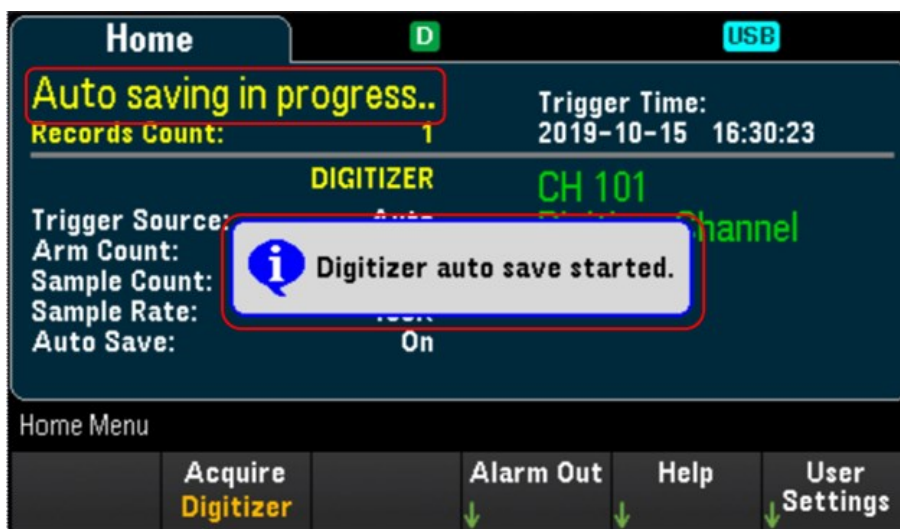 Home
D
USB
Auto saving in progress..
Records Count: 1
Trigger Time:
2019-10-15 16:30:23
DIGITIZER
CH 101
Trigger Source:
Arm Count:
Sample Count:
Sample Rate:
Auto Save: On
Digitizer auto save started.
Home Menu
Acquire
Digitizer
Alarm Out
Help
User
Settings